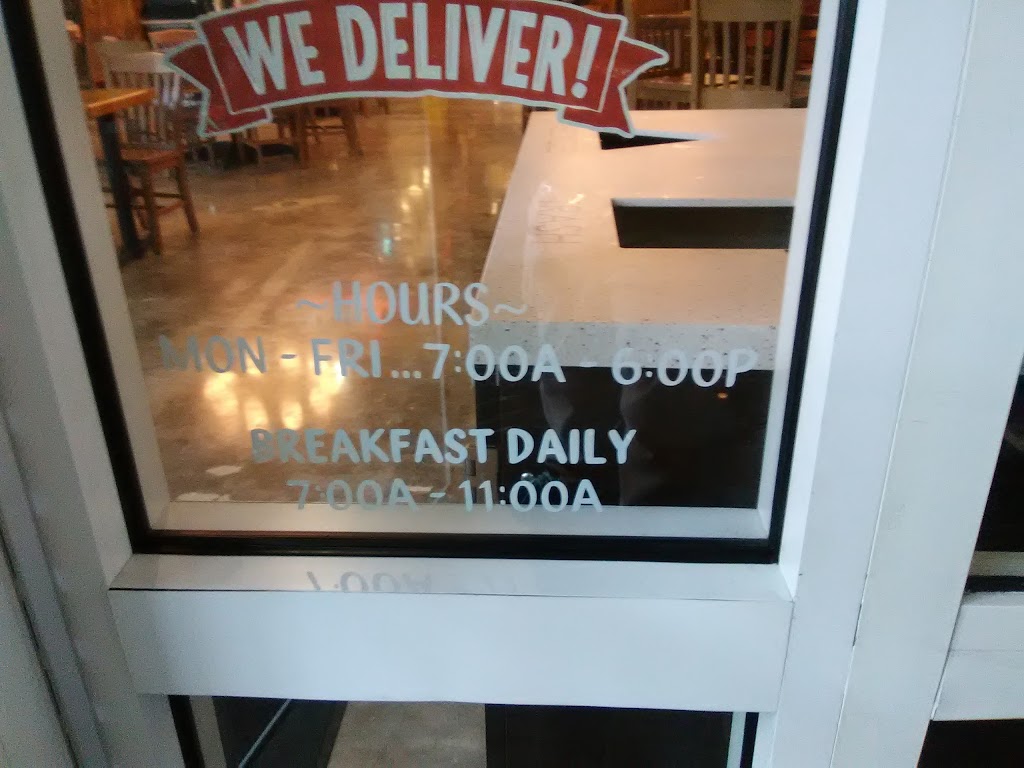 WE DELIVER!
~HOURS~
MON - FRI...7:00A - 6:00P
BREAKFAST DAILY
7:00A - 11:00A